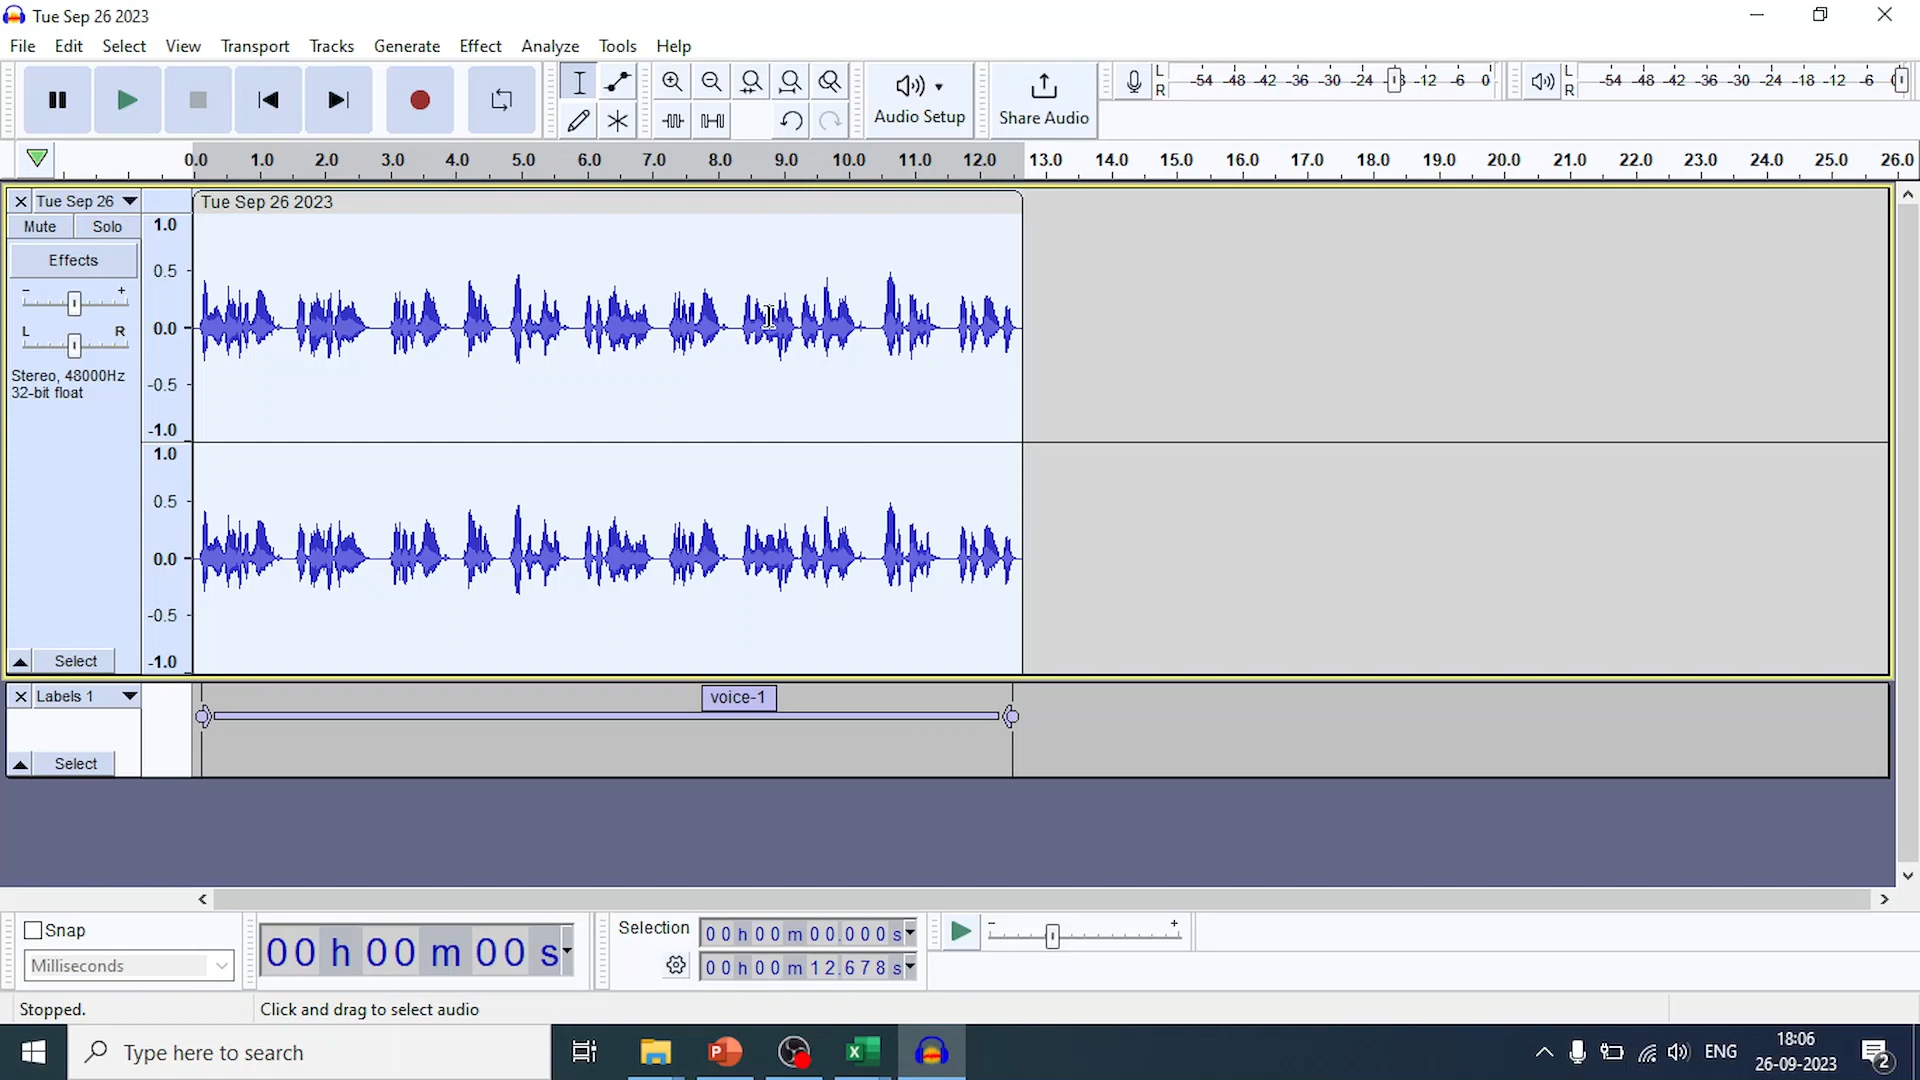 Tue Sep 26 2023
File Edit Select View Transport Tracks Generate Effect Analyze Tools Help
Audio Setup
Share Audio
L
R
-54 -48 -42 -36 -30 -24 -12 -6 0
L
R
-54 -48 -42 -36 -30 -24 -18 -12 -6
0.0 1.0 2.0 3.0 4.0 5.0 6.0 7.0 8.0 9.0 10.0 11.0 12.0 13.0 14.0 15.0 16.0 17.0 18.0 19.0 20.0 21.0 22.0 23.0 24.0 25.0 26.0
Tue Sep 26
Tue Sep 26 2023
Mute Solo
Effects
- +
L R
Stereo, 48000Hz
32-bit float
Select
1.0
0.5
0.0
-0.5
-1.0
1.0
0.5
0.0
-0.5
-1.0
Labels 1
voice-1
Select
Snap
Milliseconds
00 h 00 m 00 s
Selection
00 h 00 m 00.000 s
00 h 00 m 12.678 s
- +
Stopped.
Click and drag to select audio
Type here to search
ENG
18:06
26-09-2023
2